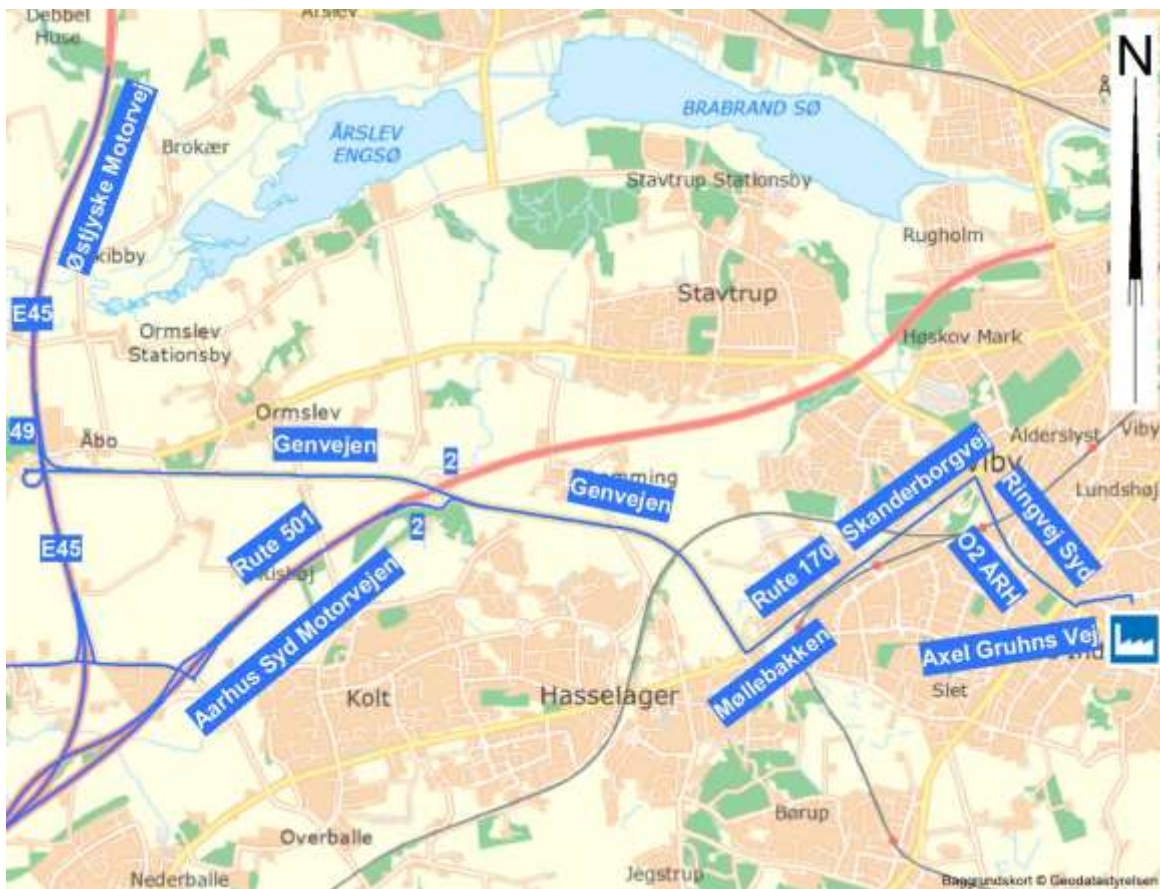 Debbel
Huse
Årslev
N
BRABRAND SØ
ÅRSLEV
ENGSØ
Brokær
Østjyske Motorvej
Stavtrup Stationsby
Rugholm
E45
Stavtrup
Ormslev
Stationsby
Høskov Mark
Ormslev
49
Åbo
Genvejen
2
Alderslyst
Viby
Viby
Skanderborgvej
Genvejen
Lundshøj
Ringvej Syd
E45
Rute 501
2
Rute 170
O2 ARH
Aarhus Syd Motorvejen
Axel Gruhns Vej
Møllebakken
Slet
Kolt
Hasselager
Børup
Overballe
Nederballe
Jegstrup
Baggrundskort © Geodatastyrelsen